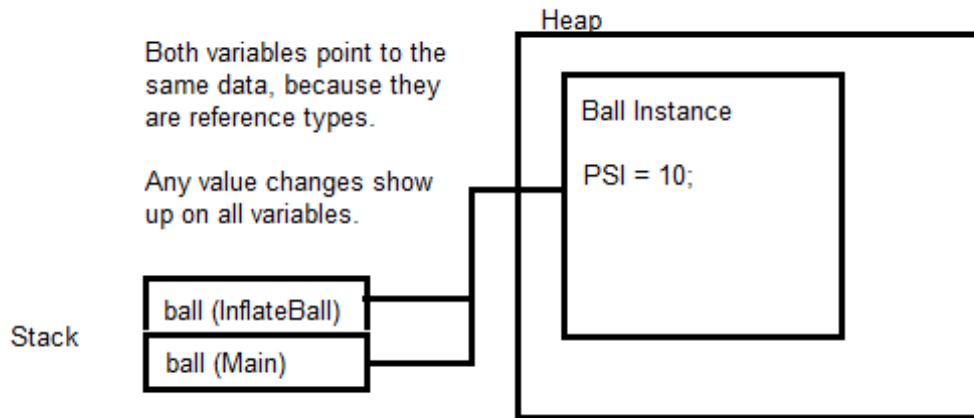 Heap
Both variables point to the
same data, because they
are reference types.
Any value changes show
up on all variables.
Ball Instance
PSI = 10;
Stack
ball (InflateBall)
ball (Main)